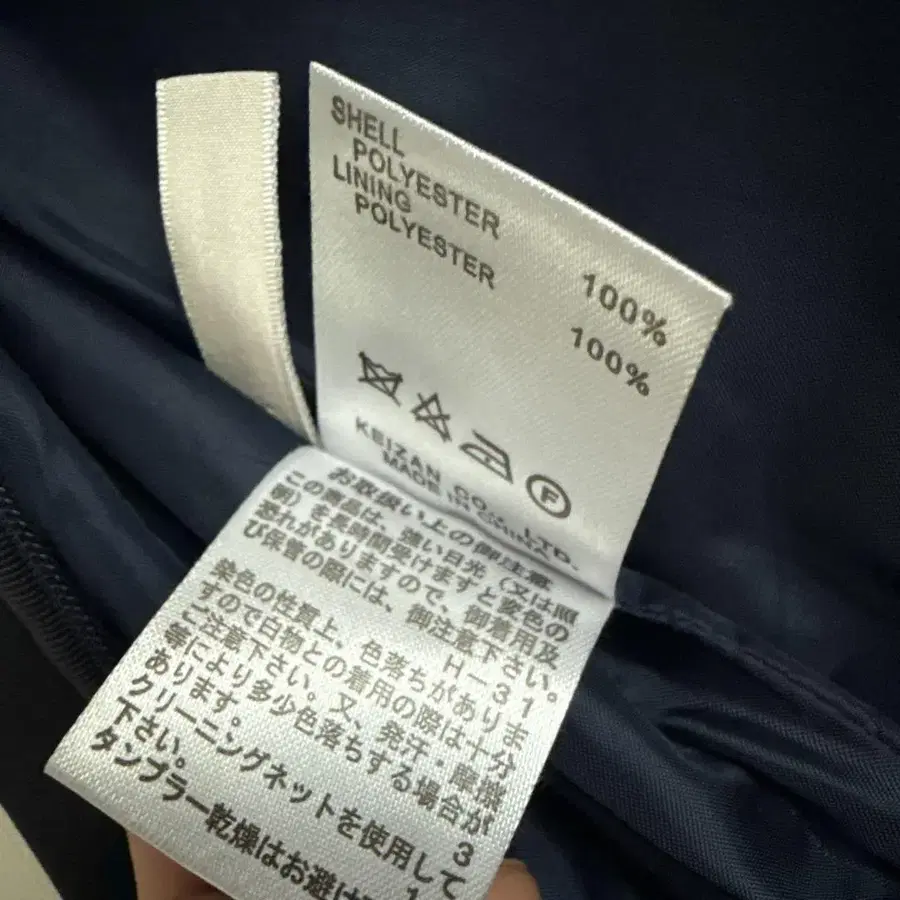 SHELL
POLYESTER 100%
LINING
POLYESTER 100%
F
KEIZAN CO., LTD.
MADE IN CHINA
お取扱い上の御注意
この商品は、強い日光（又は照
明）を長時間受けますと変色の
恐れがありますので、御着用及
び保管の際には、御注意下さい。
H-31
染色の性質上、色落ちがありま
すので白物との着用の際は十分
ご注意下さい。又、発汗・摩擦
等により多少色落ちする場合が
あります。 3
クリーニングネットを使用して
下さい。 1
タンブラー乾燥はお避け